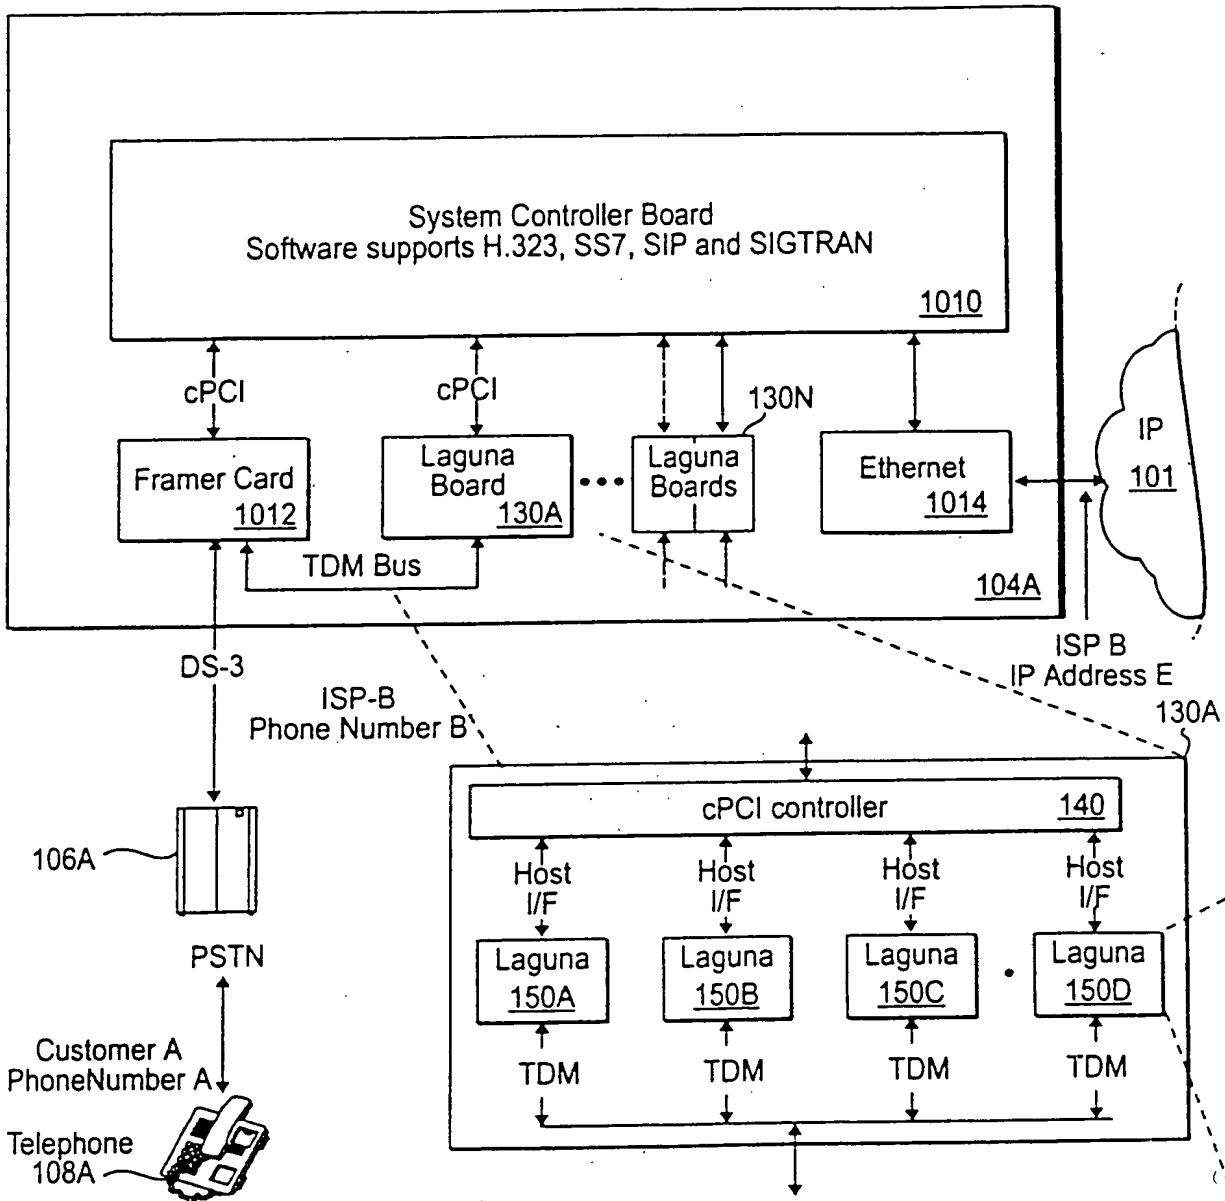 System Controller Board
Software supports H.323, SS7, SIP and SIGTRAN
1010
cPCI
cPCI
130N
Framer Card
1012
Laguna
Board
130A
Laguna
Boards
Ethernet
1014
IP
101
TDM Bus
104A
DS-3
ISP-B
Phone Number B
ISP B
IP Address E
130A
cPCI controller
140
Host
I/F
Host
I/F
Host
I/F
Host
I/F
106A
PSTN
Laguna
150A
Laguna
150B
Laguna
150C
Laguna
150D
TDM
TDM
TDM
TDM
Customer A
PhoneNumber A
Telephone
108A